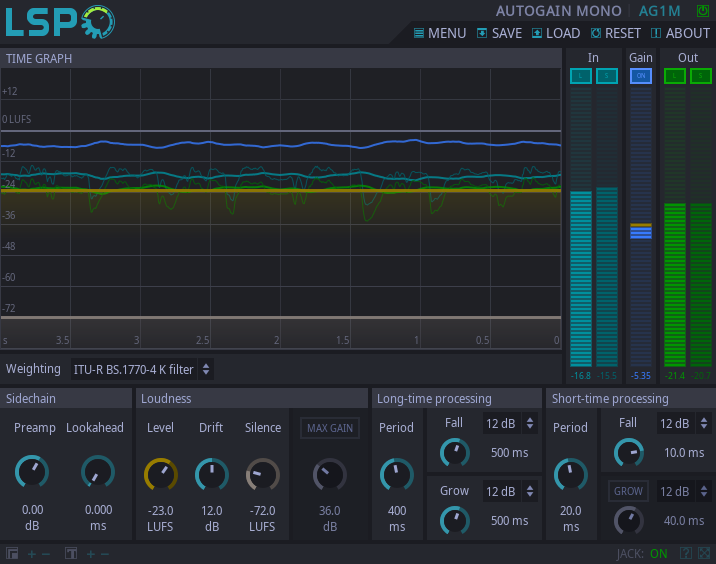 LSP
AUTOGAIN MONO AG1M
MENU SAVE LOAD RESET ABOUT
TIME GRAPH
In Gain Out
L S ON L S
+12
0 LUFS
-12
-24
-36
-48
-60
-72
s 3.5 3 2.5 2 1.5 1 0.5 0
-16.8 -15.5 -5.35 -21.4 -20.7
Weighting ITU-R BS.1770-4 K filter
Sidechain Loudness Long-time processing Short-time processing
Preamp Lookahead Level Drift Silence MAX GAIN Period Fall 12 dB Period Fall 12 dB
500 ms 10.0 ms
Grow 12 dB GROW 12 dB
0.00 0.000 -23.0 12.0 -72.0 36.0 400 500 ms 20.0 40.0 ms
dB ms LUFS dB LUFS dB ms ms
JACK: ON